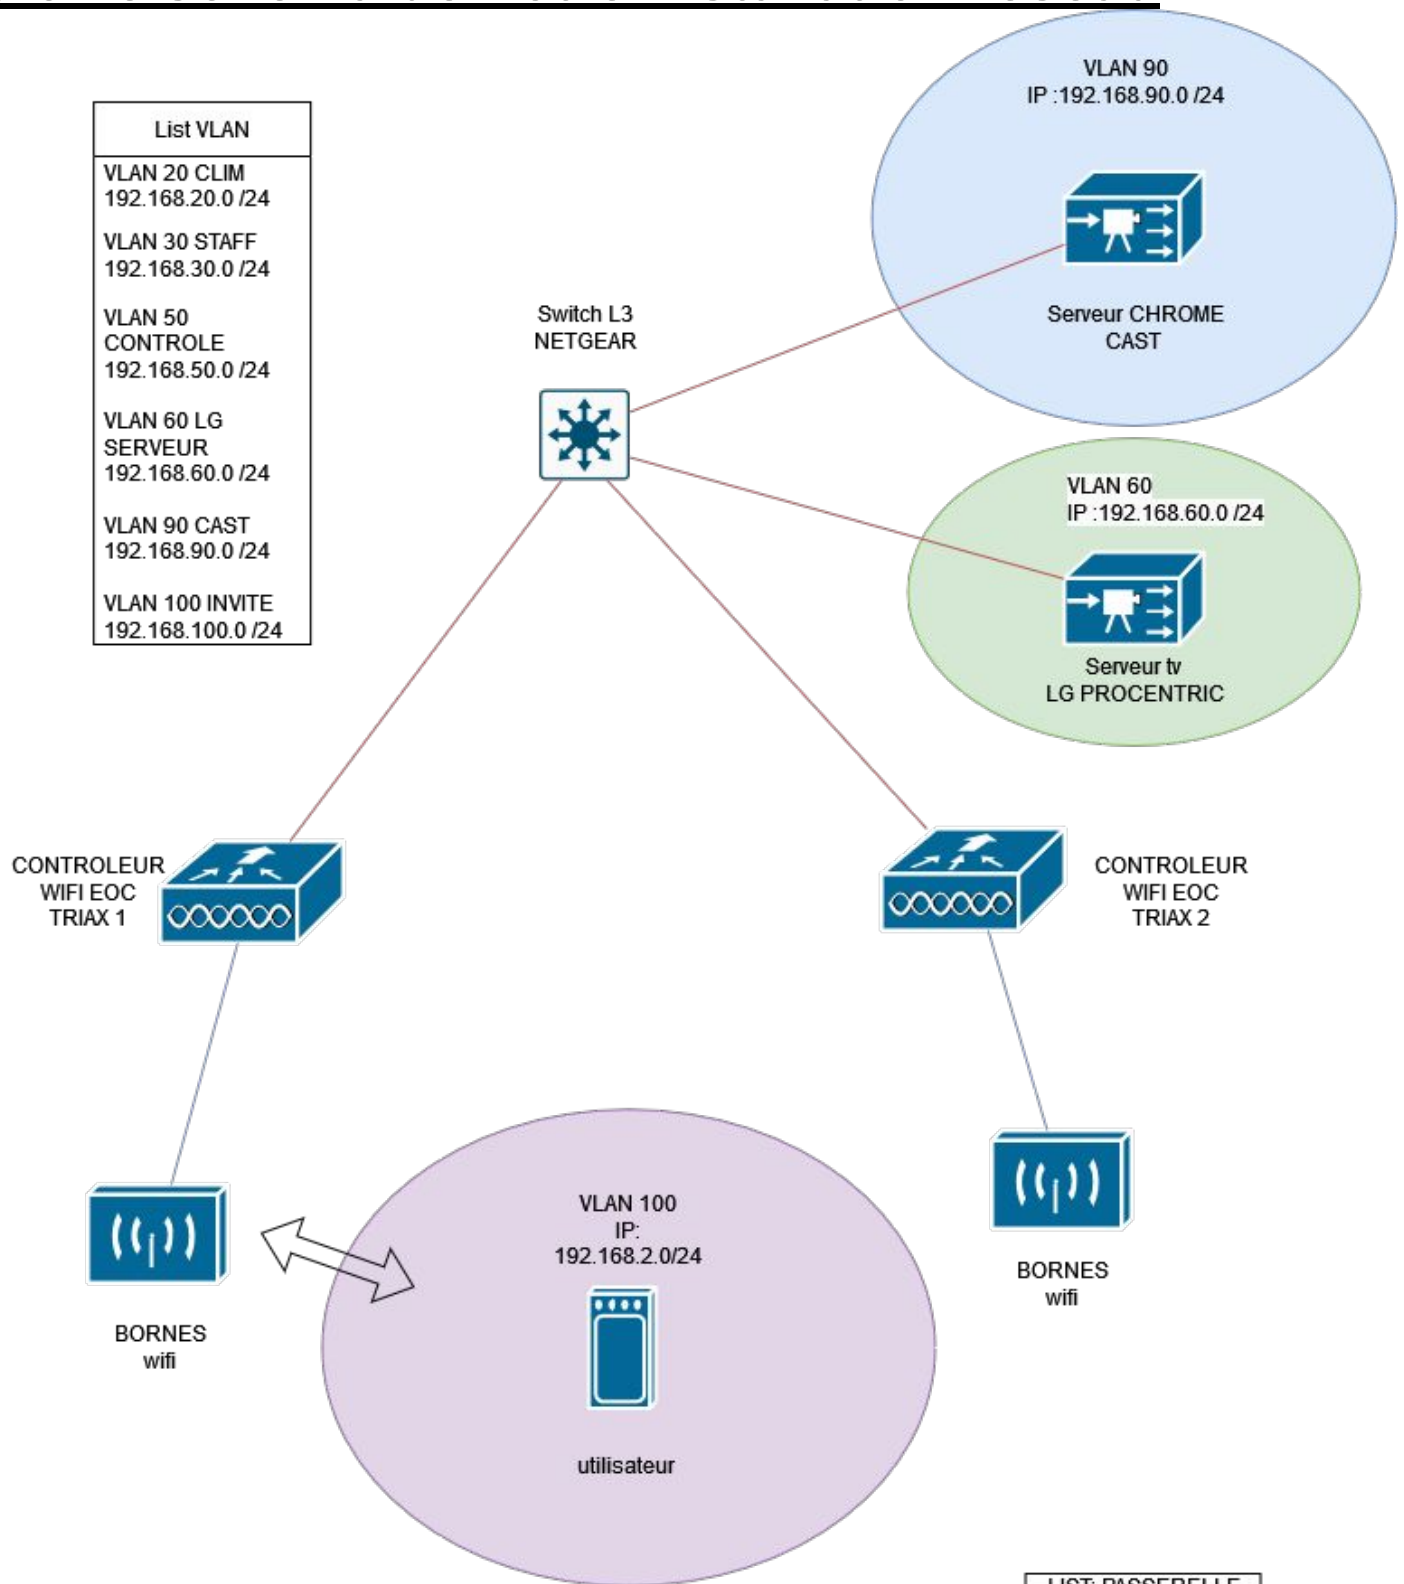 List VLAN
VLAN 20 CLIM
192.168.20.0 /24
VLAN 30 STAFF
192.168.30.0 /24
VLAN 50
CONTROLE
192.168.50.0 /24
VLAN 60 LG
SERVEUR
192.168.60.0 /24
VLAN 90 CAST
192.168.90.0 /24
VLAN 100 INVITE
192.168.100.0 /24
VLAN 90
IP :192.168.90.0 /24
Serveur CHROME
CAST
Switch L3
NETGEAR
VLAN 60
IP :192.168.60.0 /24
Serveur tv
LG PROCENTRIC
CONTROLEUR
WIFI EOC
TRIAX 1
CONTROLEUR
WIFI EOC
TRIAX 2
VLAN 100
IP:
192.168.2.0/24
utilisateur
BORNES
wifi
BORNES
wifi
LIST: PASSERELLE